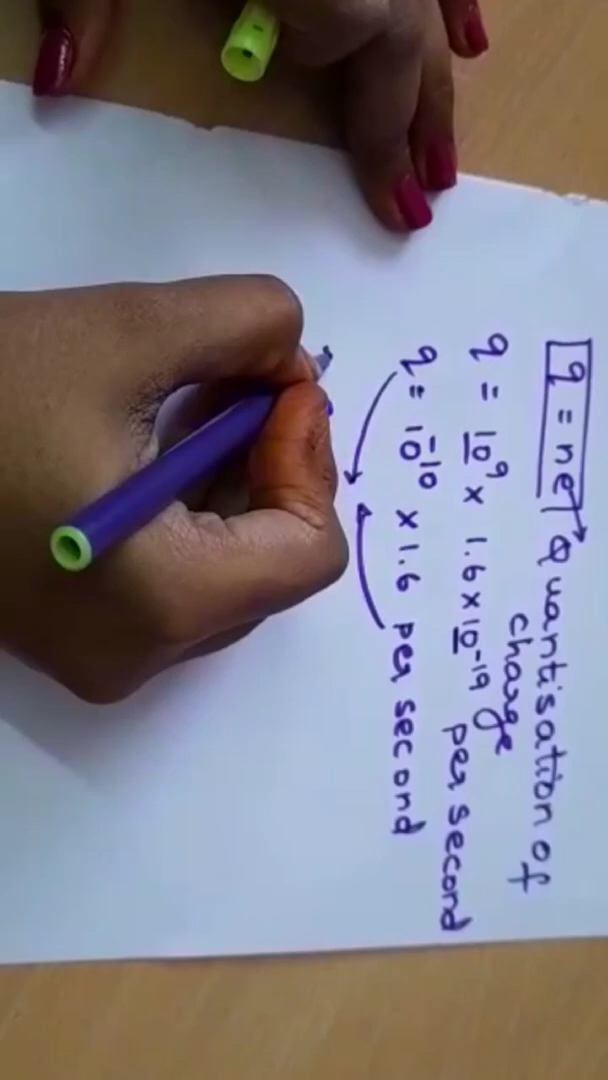 q = ne → Quantisation of
charge
q = 10⁹ × 1.6 × 10⁻¹⁹ per second
q = 10⁻¹⁰ × 1.6 per second